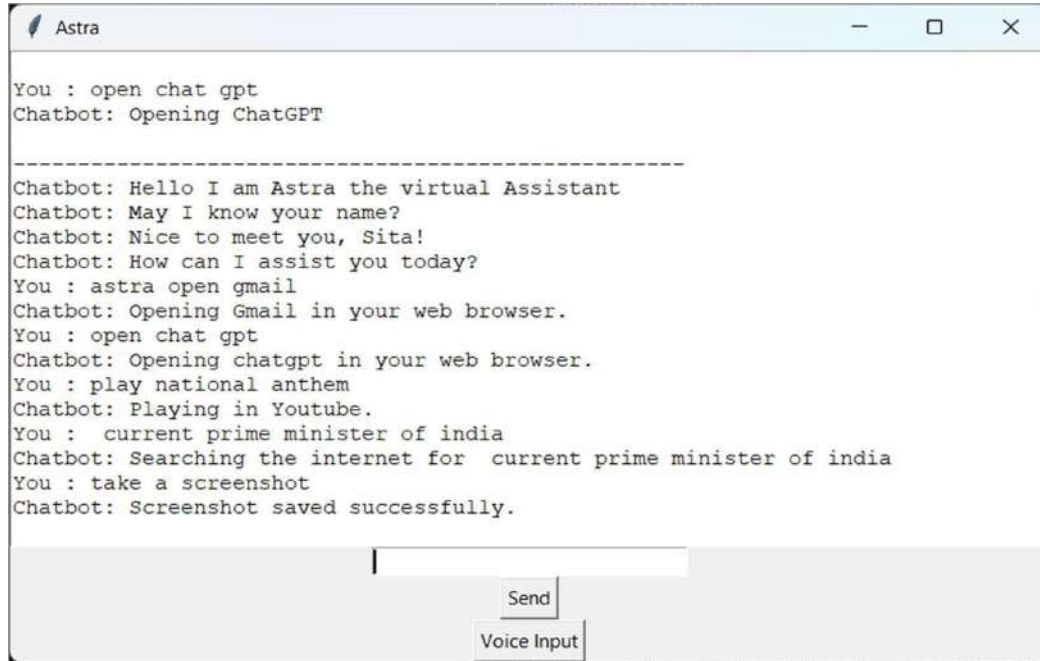 Astra
You : open chat gpt
Chatbot: Opening ChatGPT
----------------------------------------------------
Chatbot: Hello I am Astra the virtual Assistant
Chatbot: May I know your name?
Chatbot: Nice to meet you, Sita!
Chatbot: How can I assist you today?
You : astra open gmail
Chatbot: Opening Gmail in your web browser.
You : open chat gpt
Chatbot: Opening chatgpt in your web browser.
You : play national anthem
Chatbot: Playing in Youtube.
You :  current prime minister of india
Chatbot: Searching the internet for  current prime minister of india
You : take a screenshot
Chatbot: Screenshot saved successfully.
Send
Voice Input